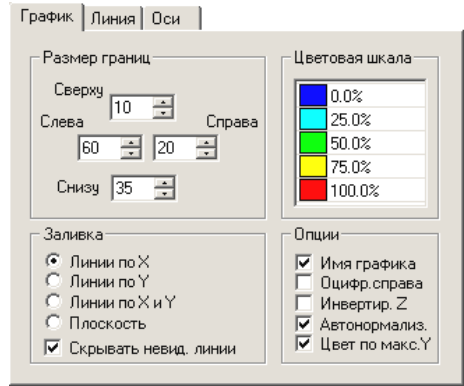 График Линия Оси
Размер границ
Сверху
10
Слева Справа
60 20
Снизу 35
Цветовая шкала
0.0%
25.0%
50.0%
75.0%
100.0%
Заливка
Линии по X
Линии по Y
Линии по X и Y
Плоскость
Скрывать невид. линии
Опции
Имя графика
Оцифр.справа
Инвертир. Z
Автонормализ.
Цвет по макс.Y